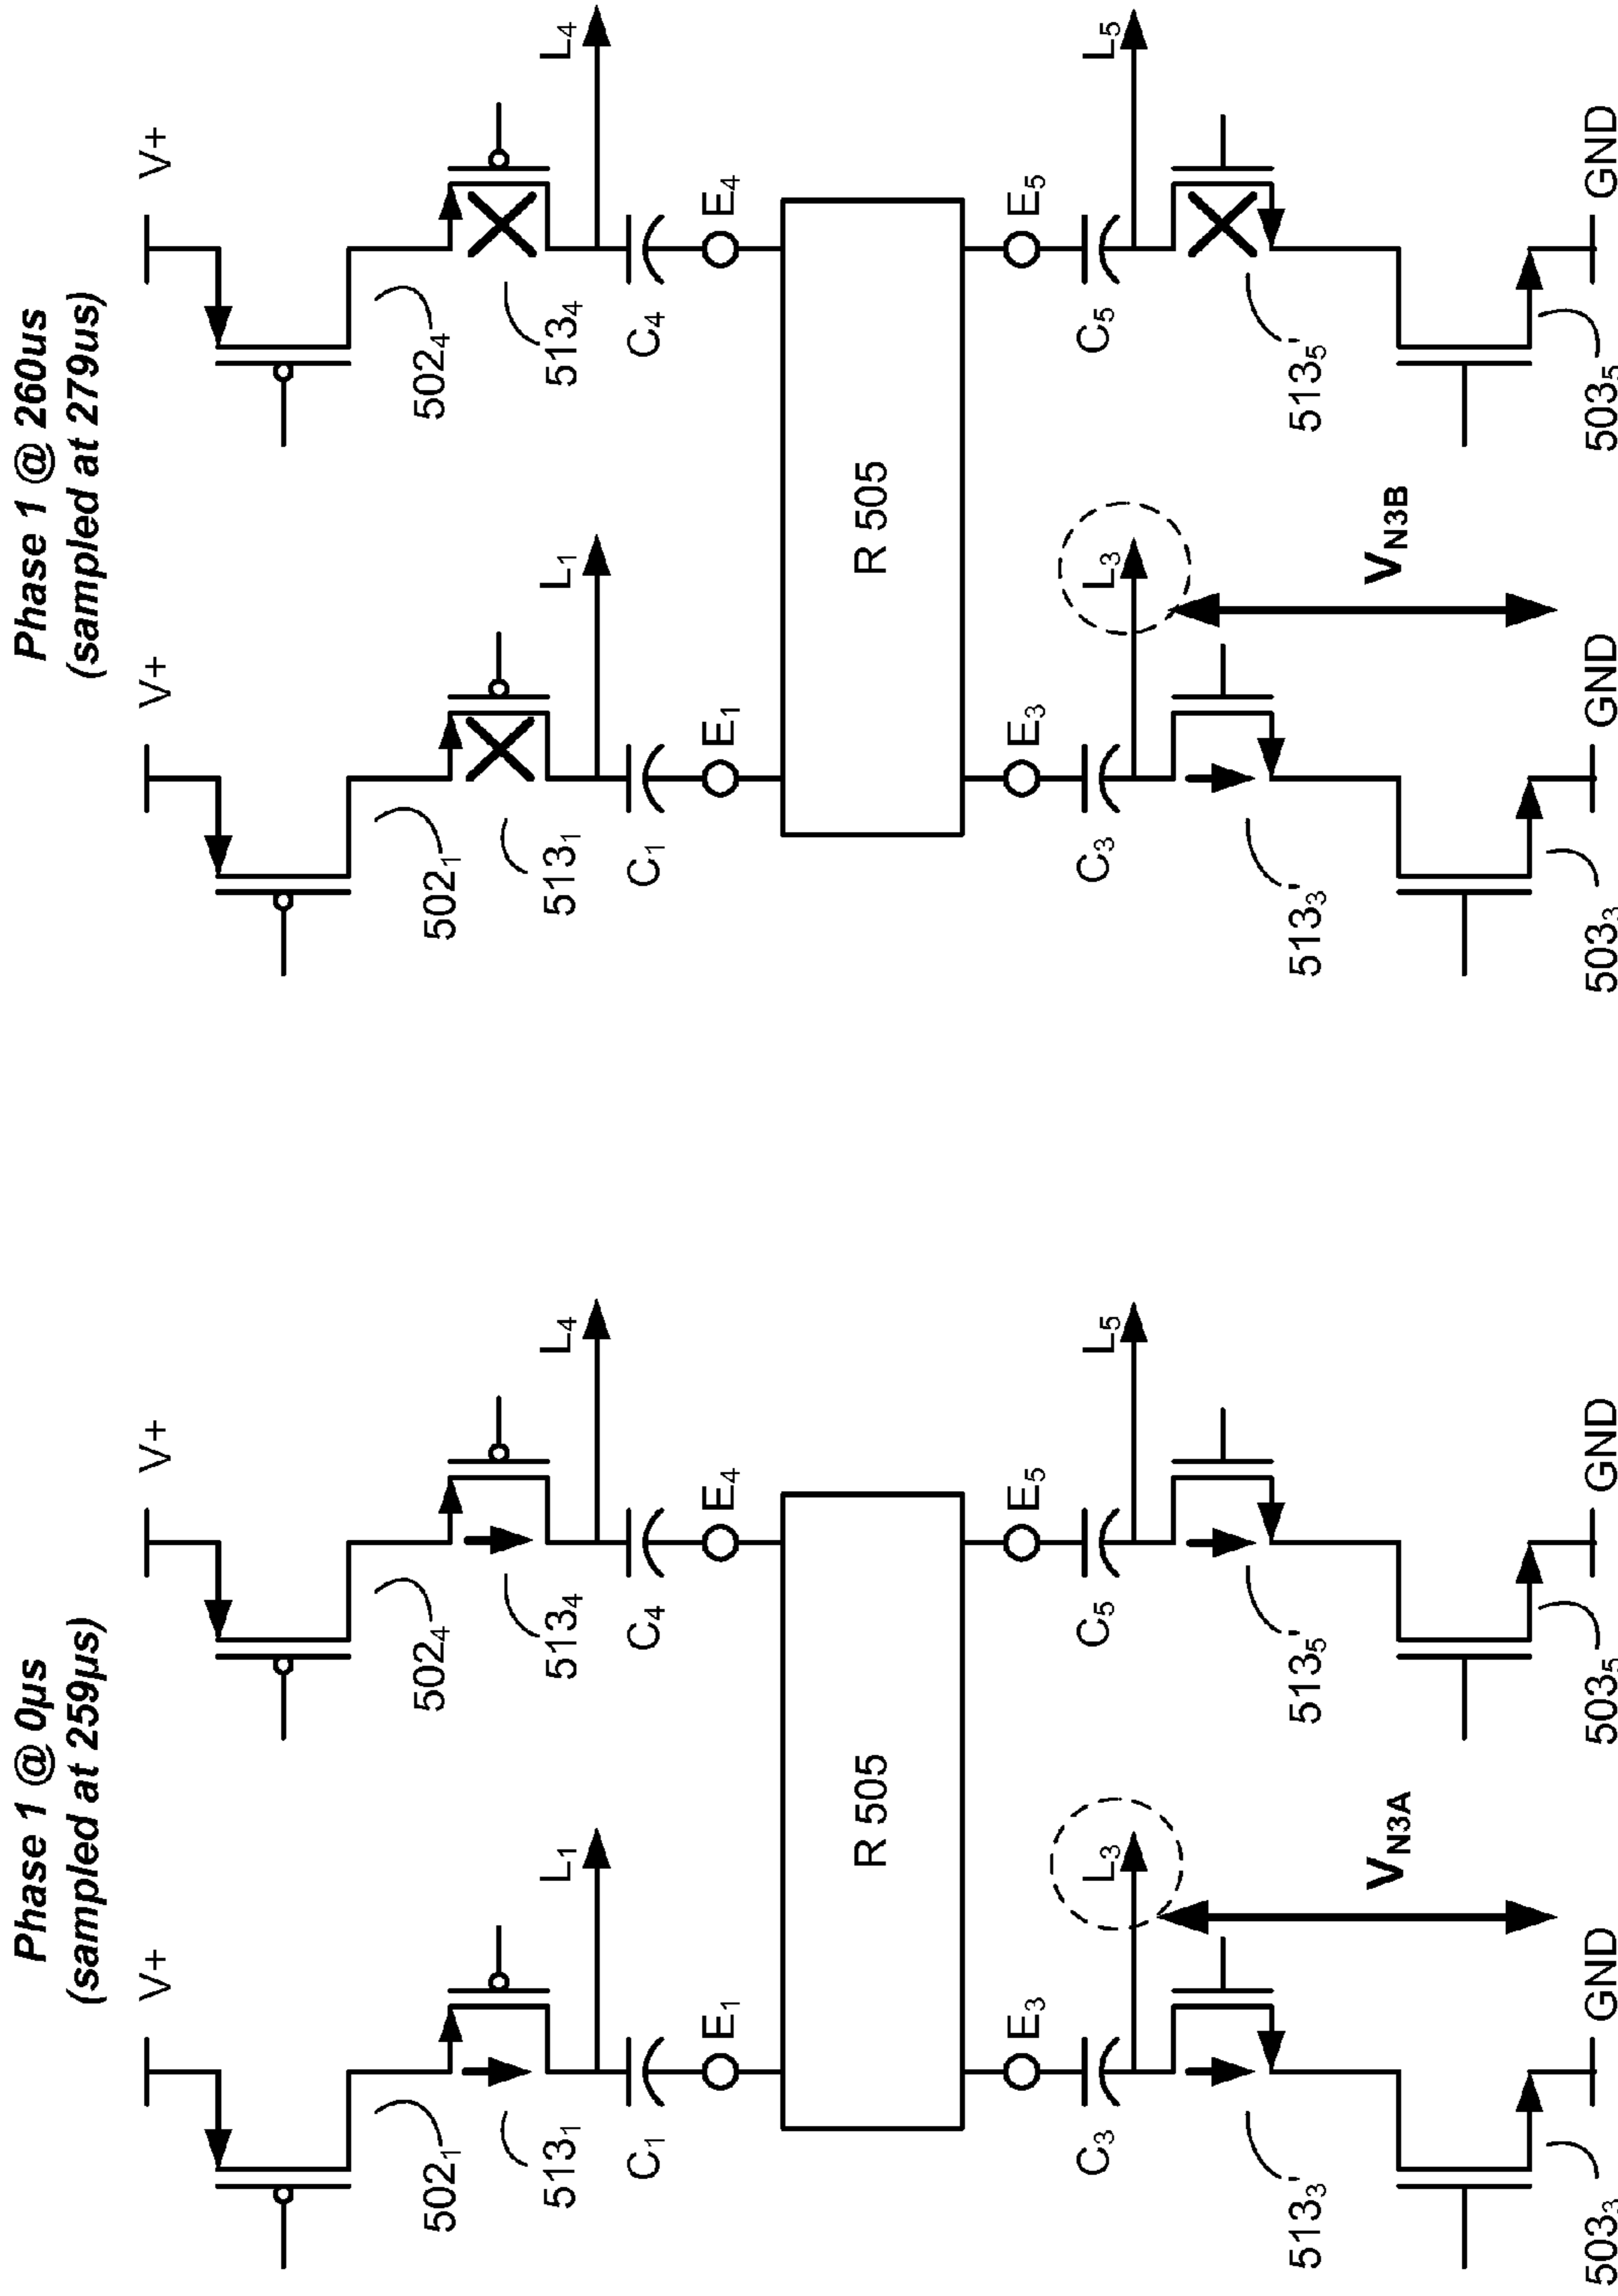 Phase 1 @ 0µs
(sampled at 259µs)
V+
V+
502₁
502₄
513₁
513₄
L₁
L₄
C₁
C₄
E₁
E₄
R 505
E₃
E₅
C₃
C₅
L₃
L₅
513₃'
513₅'
V_N3A
503₃
GND
503₅
GND
Phase 1 @ 260us
(sampled at 279us)
V+
V+
502₁
502₄
513₁
513₄
L₁
L₄
C₁
C₄
E₁
E₄
R 505
E₃
E₅
C₃
C₅
L₃
L₅
513₃'
513₅'
V_N3B
503₃
GND
503₅
GND